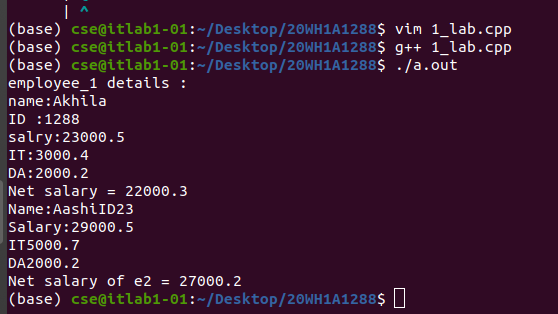 | ^
(base) cse@itlab1-01:~/Desktop/20WH1A1288$ vim 1_lab.cpp
(base) cse@itlab1-01:~/Desktop/20WH1A1288$ g++ 1_lab.cpp
(base) cse@itlab1-01:~/Desktop/20WH1A1288$ ./a.out
employee_1 details :
name:Akhila
ID :1288
salry:23000.5
IT:3000.4
DA:2000.2
Net salary = 22000.3
Name:AashiID23
Salary:29000.5
IT5000.7
DA2000.2
Net salary of e2 = 27000.2
(base) cse@itlab1-01:~/Desktop/20WH1A1288$